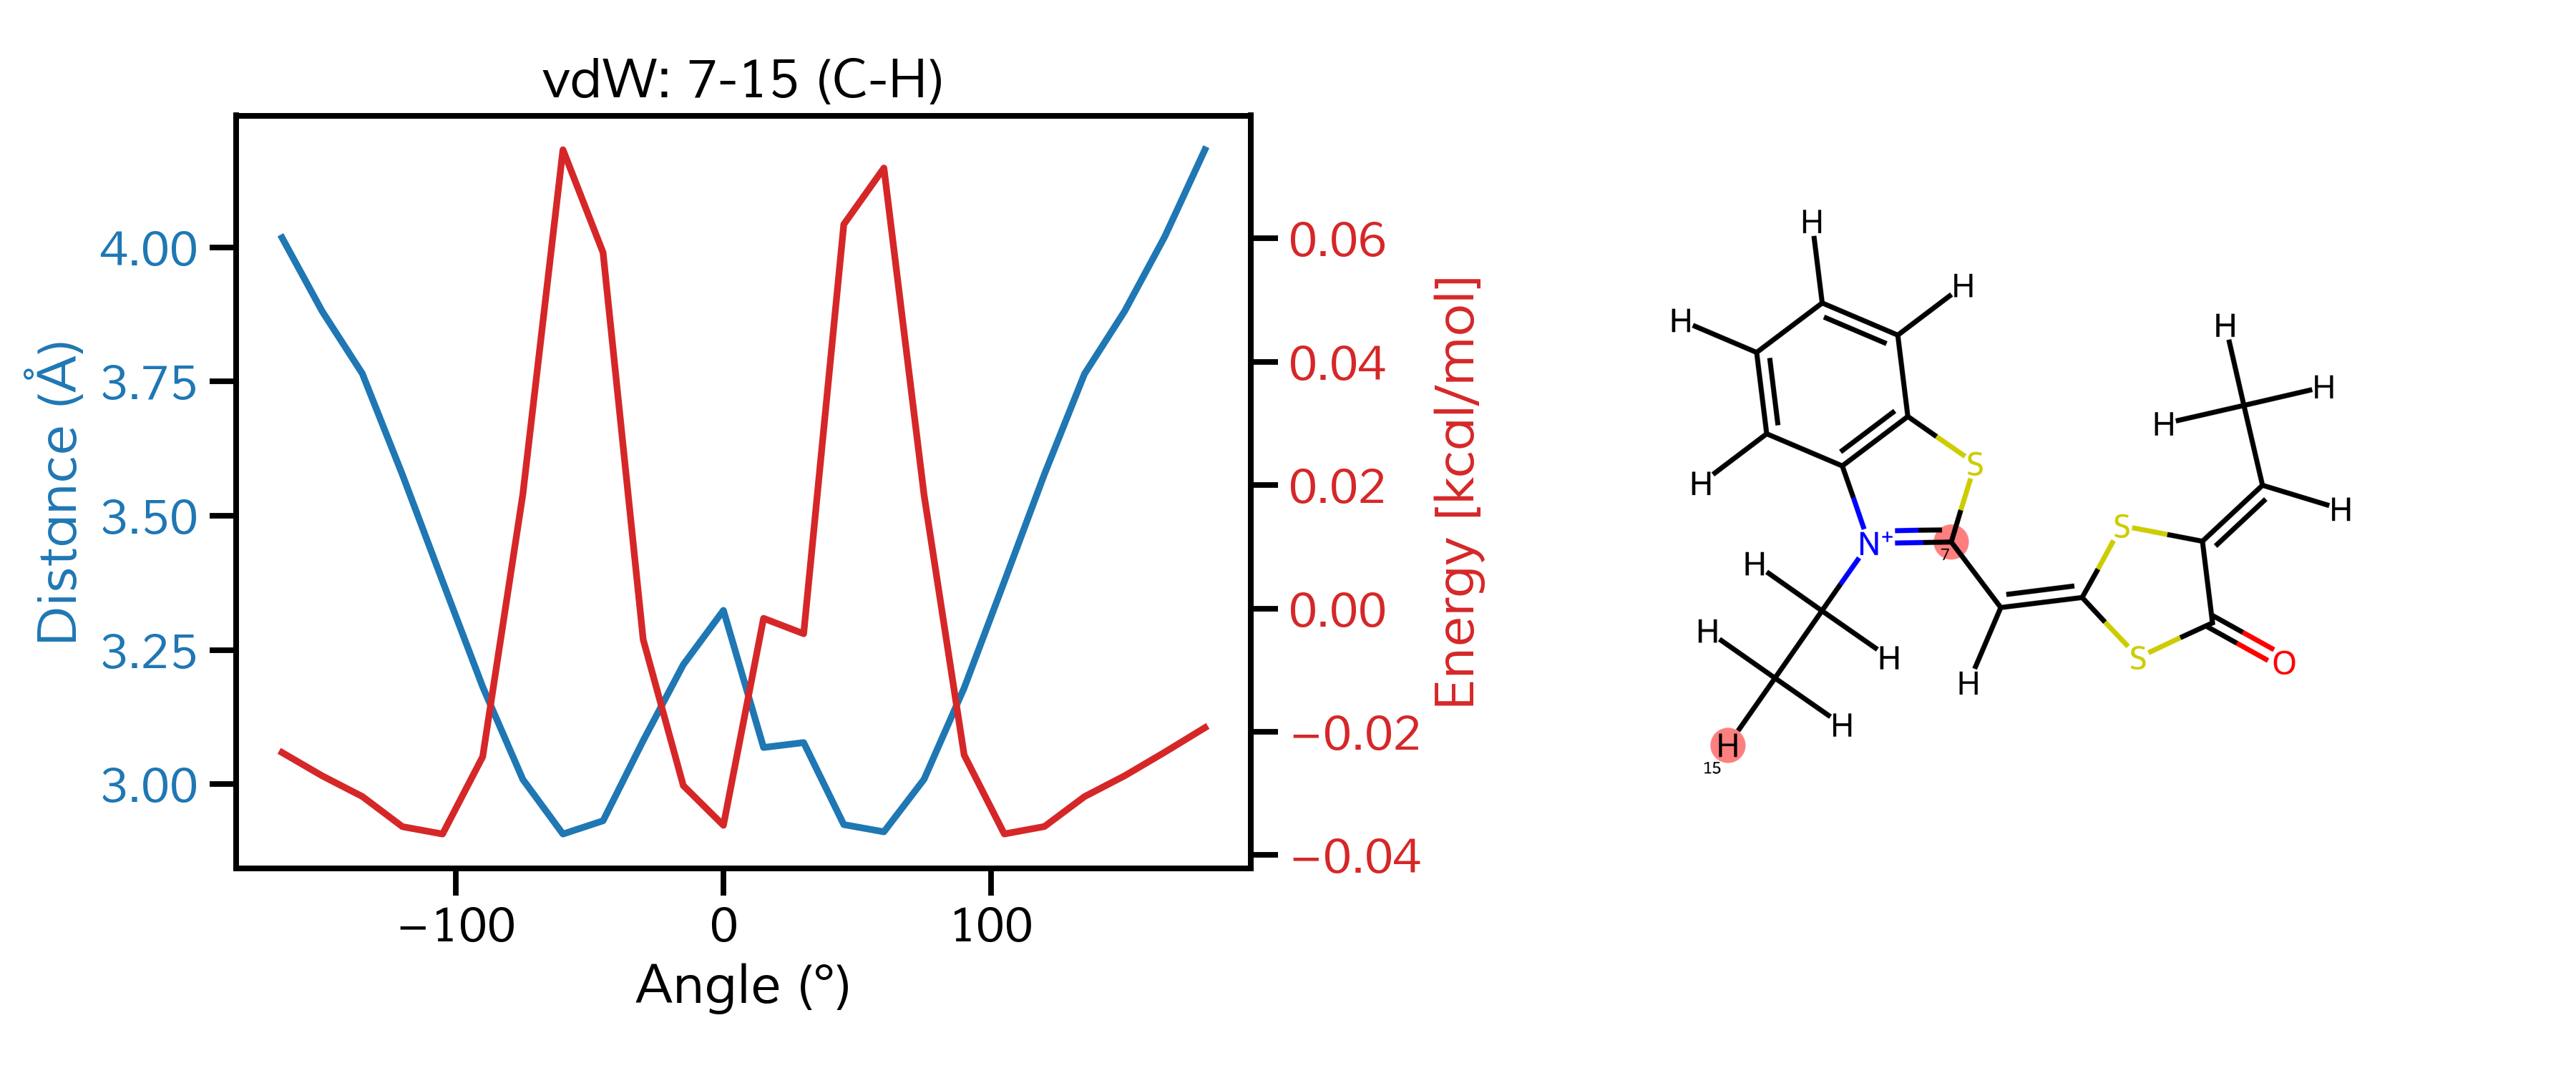 vdW: 7-15 (C-H)
4.00
3.75
3.50
3.25
3.00
Distance (Å)
0.06
0.04
0.02
0.00
−0.02
−0.04
Energy [kcal/mol]
−100
0
100
Angle (°)
H
H
H
H
H
H
H
S
H
H
S
N+
7
H
H
H
S
O
H
H
H
15